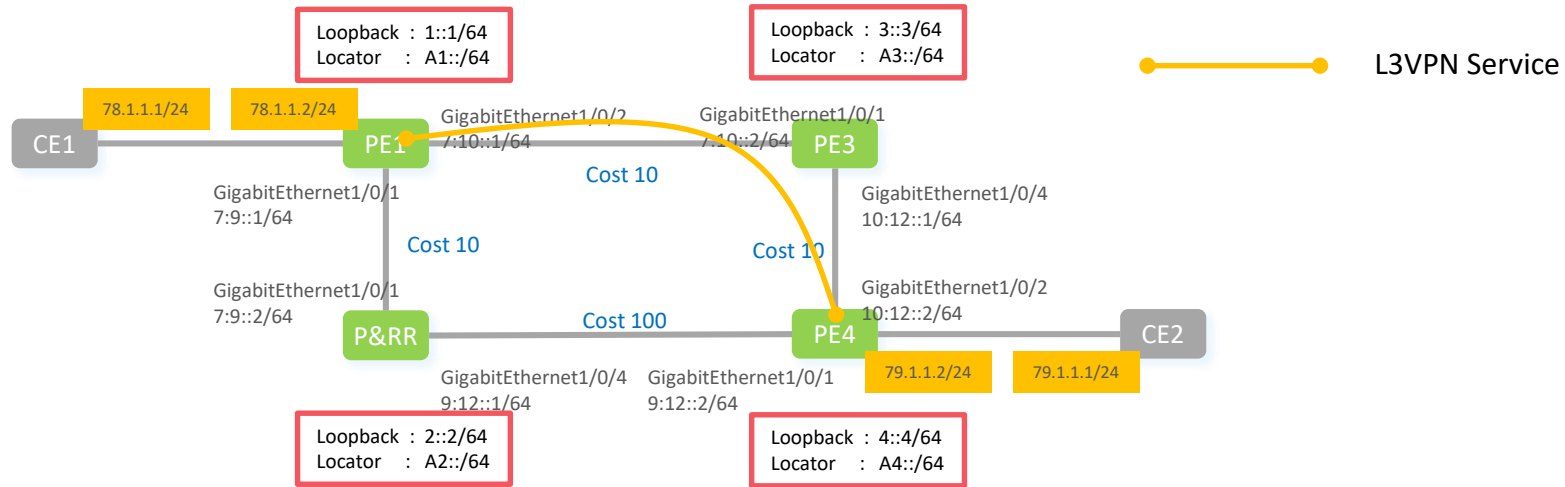 Loopback : 1::1/64
Locator : A1::/64
Loopback : 3::3/64
Locator : A3::/64
L3VPN Service
78.1.1.1/24
78.1.1.2/24
GigabitEthernet1/0/2
7:10::1/64
GigabitEthernet1/0/1
7:10::2/64
CE1
PE1
PE3
Cost 10
GigabitEthernet1/0/1
7:9::1/64
GigabitEthernet1/0/4
10:12::1/64
Cost 10
Cost 10
GigabitEthernet1/0/1
7:9::2/64
GigabitEthernet1/0/2
10:12::2/64
P&RR
Cost 100
PE4
CE2
79.1.1.2/24
79.1.1.1/24
GigabitEthernet1/0/4
9:12::1/64
GigabitEthernet1/0/1
9:12::2/64
Loopback : 2::2/64
Locator : A2::/64
Loopback : 4::4/64
Locator : A4::/64